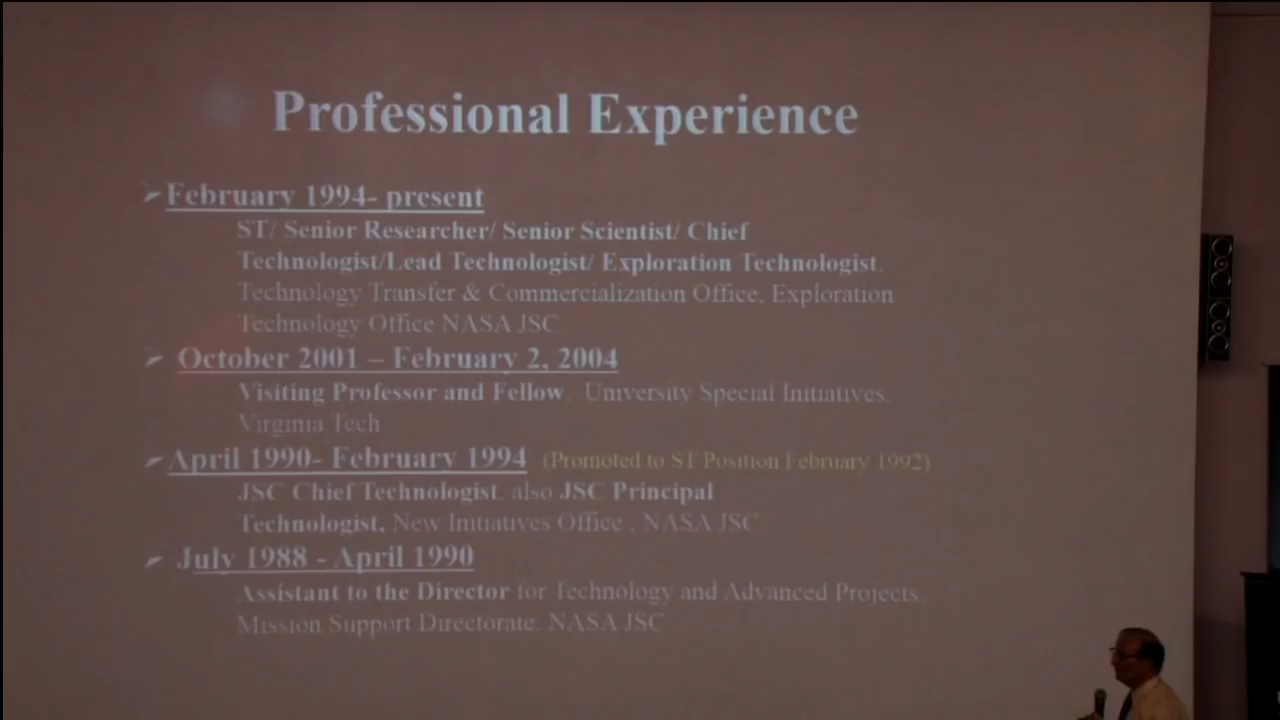 Professional Experience
February 1994- present
ST/ Senior Researcher/ Senior Scientist/ Chief
Technologist/Lead Technologist/ Exploration Technologist.
Technology Transfer & Commercialization Office, Exploration
Technology Office NASA JSC
October 2001 – February 2, 2004
Visiting Professor and Fellow, University Special Initiatives,
Virginia Tech
April 1990- February 1994 (Promoted to ST Position February 1992)
JSC Chief Technologist, also JSC Principal
Technologist, New Initiatives Office , NASA JSC
July 1988 - April 1990
Assistant to the Director for Technology and Advanced Projects,
Mission Support Directorate, NASA JSC